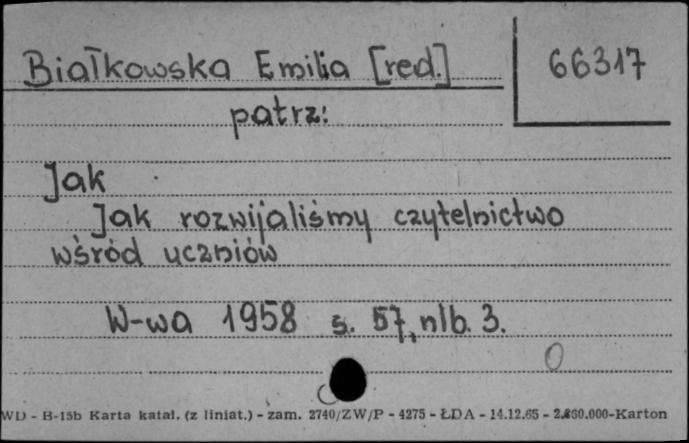 Białkowska Emilia [red.]
66317
patrz:
Jak
Jak rozwijaliśmy czytelnictwo
wśród uczniów
W-wa 1958 s. 57, nlb. 3.
0
WD - B-15b Karta katal. (z liniat.) - zam. 2740/ZW/P - 4275 - ŁDA - 14.12.65 - 2.860.000-Karton